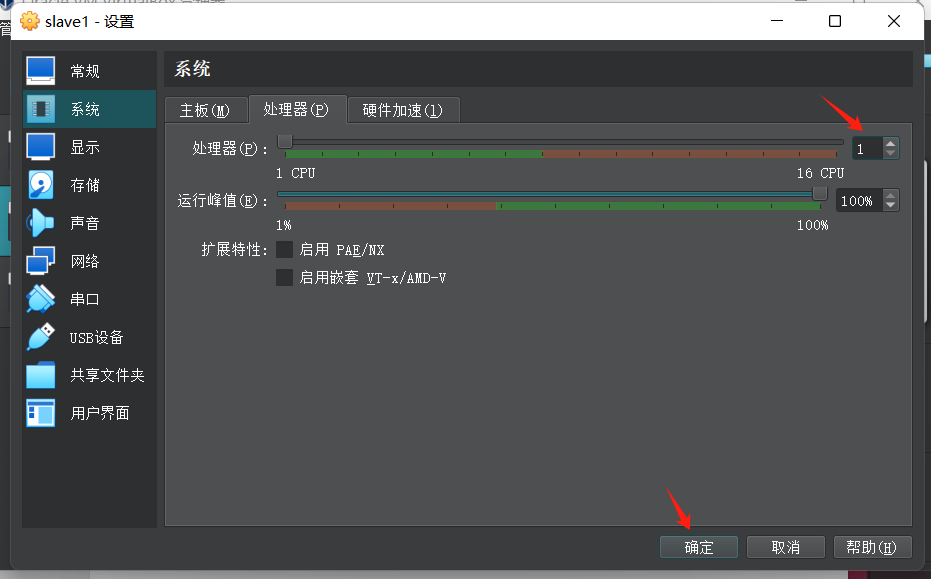 slave1 - 设置
常规
系统
显示
存储
声音
网络
串口
USB设备
共享文件夹
用户界面
系统
主板(M) 处理器(P) 硬件加速(l)
处理器(P): 1
1 CPU 16 CPU
运行峰值(E): 100%
1% 100%
扩展特性: 启用 PAE/NX
启用嵌套 VT-x/AMD-V
确定 取消 帮助(H)